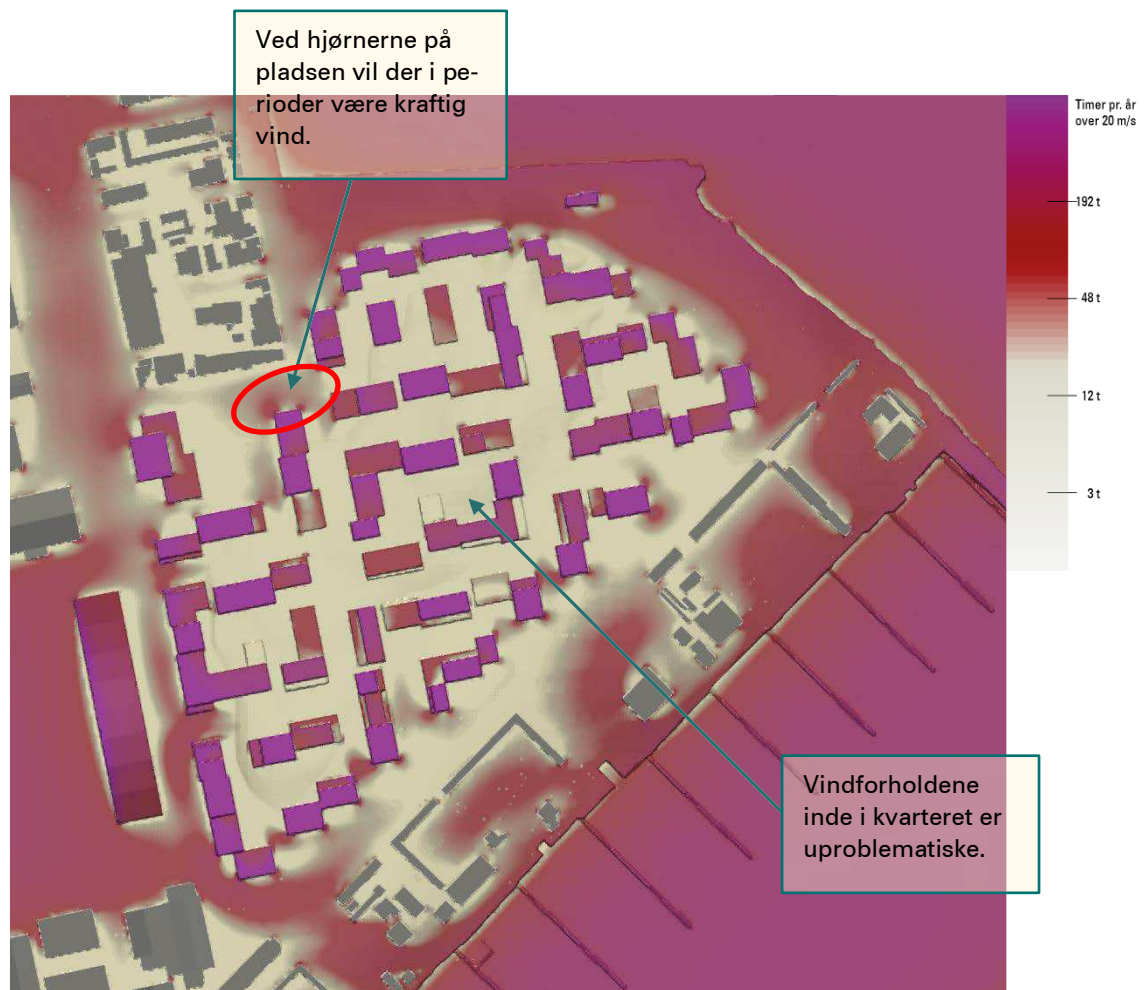 Ved hjørnerne på
pladsen vil der i pe-
rioder være kraftig
vind.
Timer pr. år
over 20 m/s
192 t
48 t
12 t
3 t
Vindforholdene
inde i kvarteret er
uproblematiske.